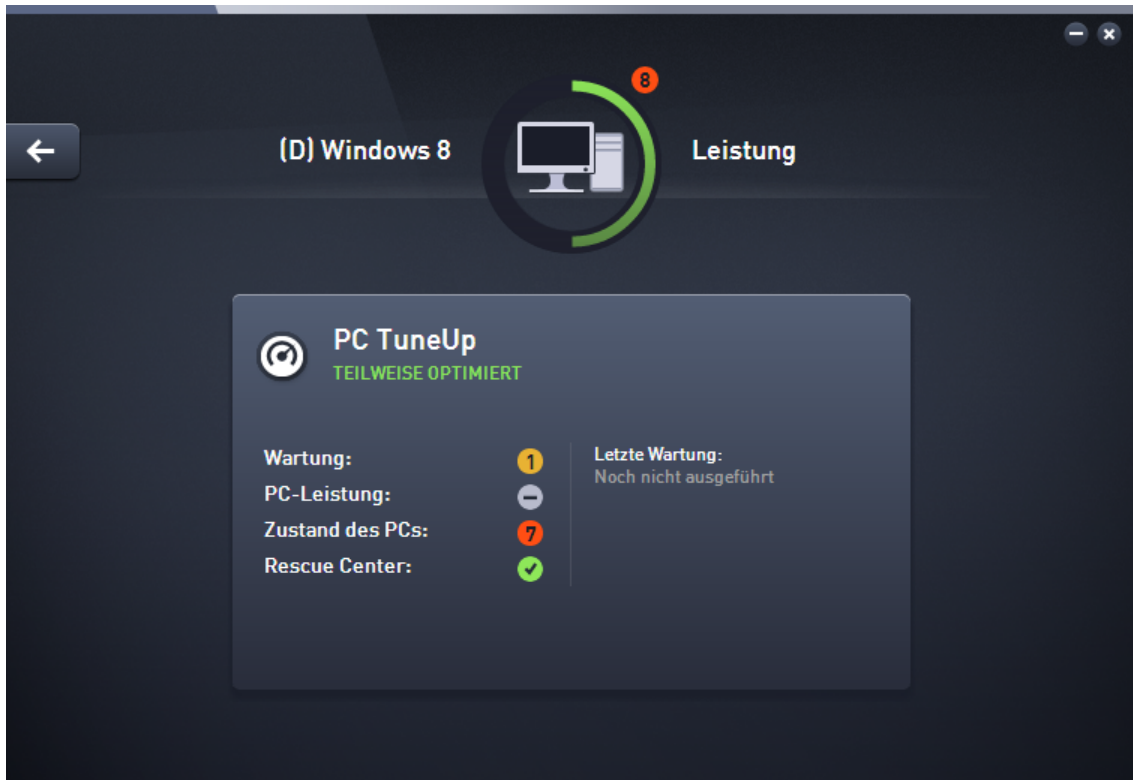 8
(D) Windows 8
Leistung
PC TuneUp
TEILWEISE OPTIMIERT
Wartung: 1
PC-Leistung:
Zustand des PCs: 7
Rescue Center:
Letzte Wartung:
Noch nicht ausgeführt